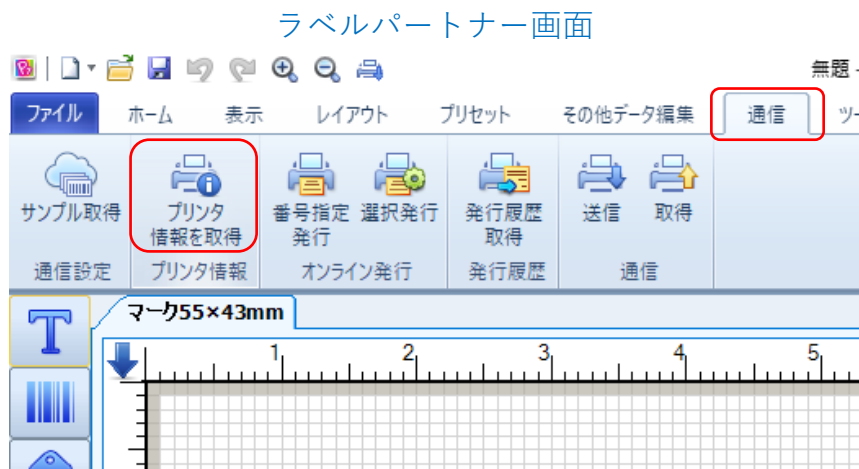 ラベルパートナー画面
無題 -
ファイル ホーム 表示 レイアウト プリセット その他データ編集 通信 ツー
サンプル取得 プリンタ 番号指定 選択発行 発行履歴 送信 取得
情報を取得 発行 取得
通信設定 プリンタ情報 オンライン発行 発行履歴 通信
マーク55×43mm
T
1 2 3 4 5